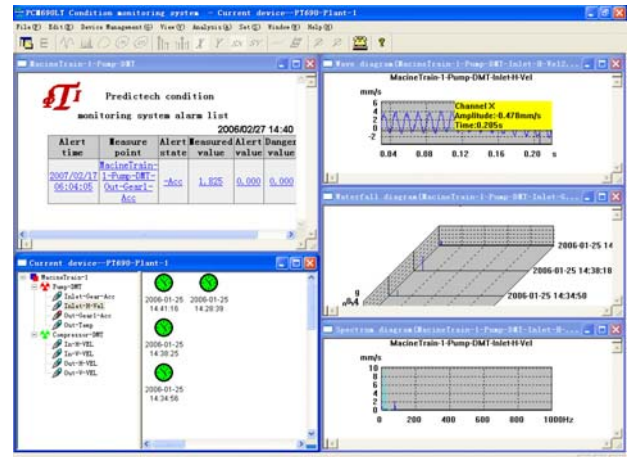 PCM690LT Condition monitoring system - Current device--PT690-Plant-1
File(F) Edit(E) Device Management(G) View(V) Analysis(A) Set(S) Window(W) Help(H)
MacineTrain-1-Pump-DMT
Predictech condition
monitoring system alarm list
2006/02/27 14:40
Alert time Measure point Alert state Measured value Alert value Danger value
2007/02/17 06:04:05 MacineTrain-1-Pump-DMT-Out-Gear1-Acc -Acc 1.825 0.000 0.000
Current device--PT690-Plant-1
MacineTrain-1
Pump-DMT
Inlet-Gear-Acc
Inlet-H-Vel
Out-Gear1-Acc
Out-Temp
Compressor-DMT
In-H-VEL
In-V-VEL
Out-H-VEL
Out-V-VEL
2006-01-25 14:41:16
2006-01-25 14:28:39
2006-01-25 14:38:25
2006-01-25 14:34:56
Wave diagram(MacineTrain-1-Pump-DMT-Inlet-H-Vel2...
MacineTrain-1-Pump-DMT-Inlet-H-Vel
mm/s
6
4
2
0
-2
Channel X
Amplitude:-0.478mm/s
Time:0.205s
0.04 0.08 0.12 0.16 0.20 s
Waterfall diagram(MacineTrain-1-Pump-DMT-Inlet-G...
2006-01-25 14
2006-01-25 14:38:18
2006-01-25 14:34:50
g
Spectrum diagram(MacineTrain-1-Pump-DMT-Inlet-H-...
MacineTrain-1-Pump-DMT-Inlet-H-Vel
mm/s
10
8
6
4
2
0
0 200 400 600 800 1000Hz